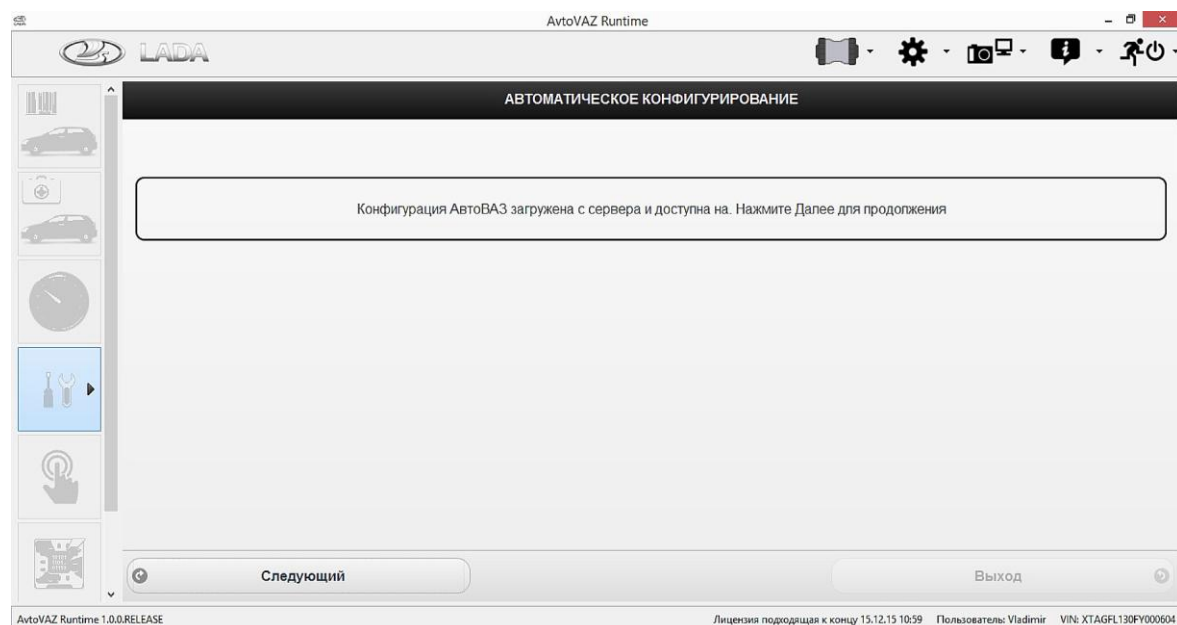 AvtoVAZ Runtime
LADA
АВТОМАТИЧЕСКОЕ КОНФИГУРИРОВАНИЕ
Конфигурация АвтоВАЗ загружена с сервера и доступна на. Нажмите Далее для продолжения
Следующий
Выход
AvtoVAZ Runtime 1.0.0.RELEASE Лицензия подходящая к концу 15.12.15 10:59 Пользователь: Vladimir VIN: XTAGFL130FY000604